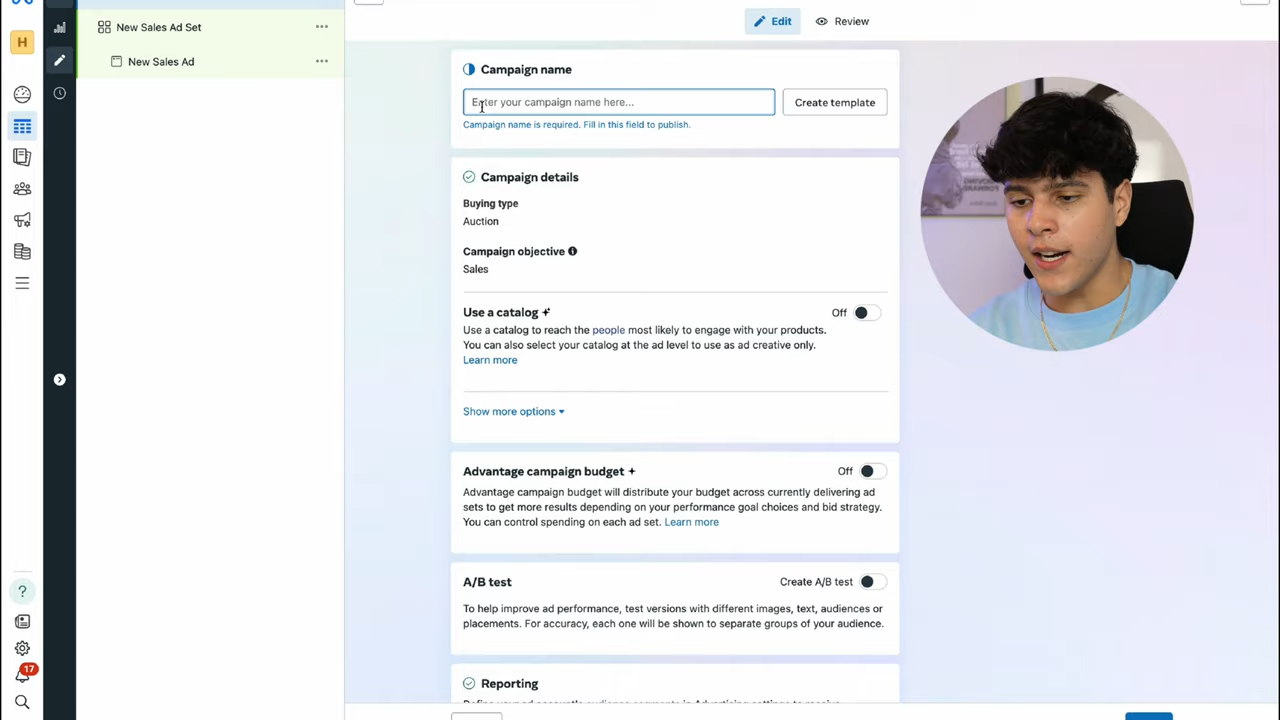 New Sales Ad Set
New Sales Ad
H
17
Edit
Review
Campaign name
Enter your campaign name here...
Create template
Campaign name is required. Fill in this field to publish.
Campaign details
Buying type
Auction
Campaign objective
Sales
Use a catalog
Off
Use a catalog to reach the people most likely to engage with your products.
You can also select your catalog at the ad level to use as ad creative only.
Learn more
Show more options
Advantage campaign budget
Off
Advantage campaign budget will distribute your budget across currently delivering ad
sets to get more results depending on your performance goal choices and bid strategy.
You can control spending on each ad set. Learn more
A/B test
Create A/B test
To help improve ad performance, test versions with different images, text, audiences or
placements. For accuracy, each one will be shown to separate groups of your audience.
Reporting